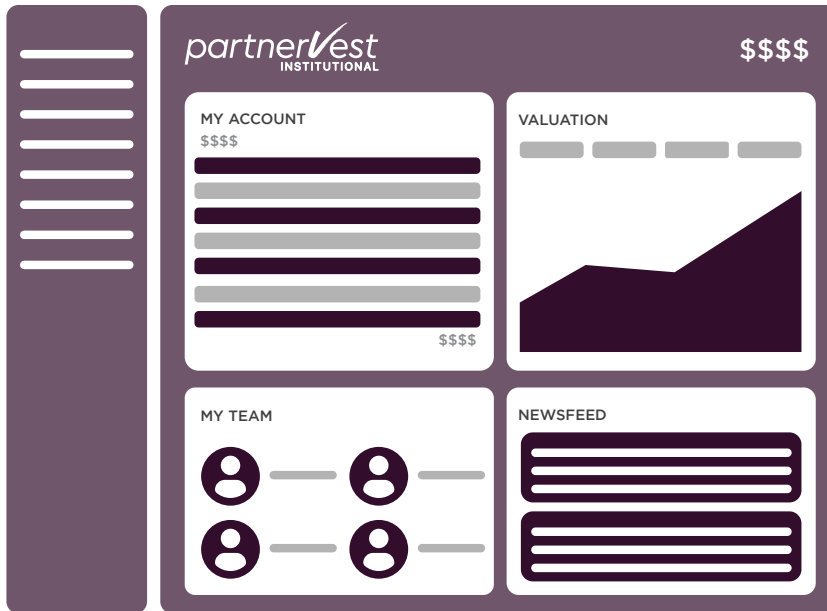 partnerVest
INSTITUTIONAL
$$$$
MY ACCOUNT
$$$$
$$$$
VALUATION
MY TEAM
NEWSFEED